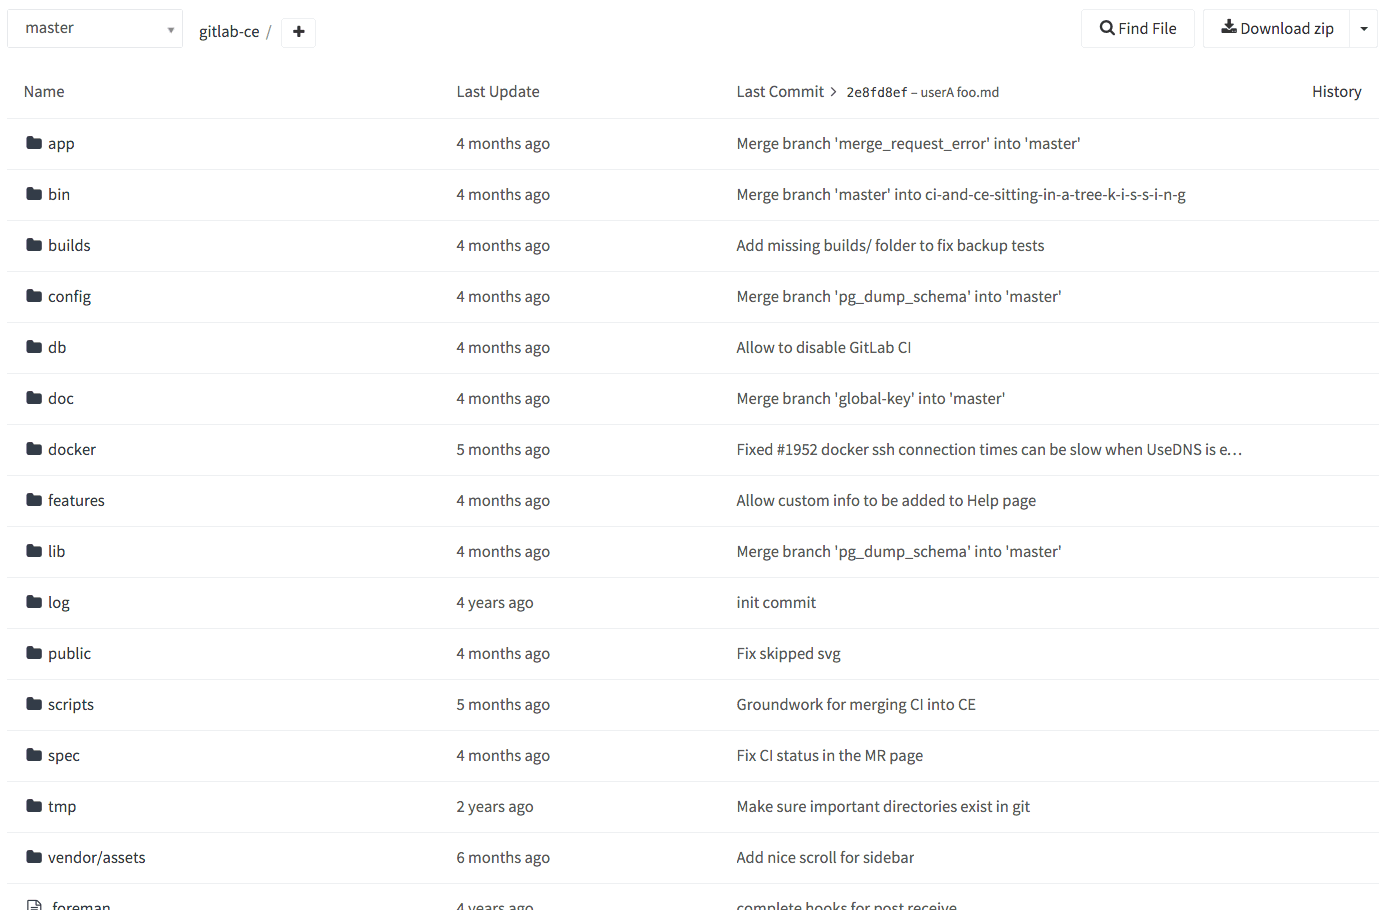 master gitlab-ce / Find File Download zip
Name Last Update Last Commit > 2e8fd8ef – userA foo.md History
app 4 months ago Merge branch 'merge_request_error' into 'master'
bin 4 months ago Merge branch 'master' into ci-and-ce-sitting-in-a-tree-k-i-s-s-i-n-g
builds 4 months ago Add missing builds/ folder to fix backup tests
config 4 months ago Merge branch 'pg_dump_schema' into 'master'
db 4 months ago Allow to disable GitLab CI
doc 4 months ago Merge branch 'global-key' into 'master'
docker 5 months ago Fixed #1952 docker ssh connection times can be slow when UseDNS is e…
features 4 months ago Allow custom info to be added to Help page
lib 4 months ago Merge branch 'pg_dump_schema' into 'master'
log 4 years ago init commit
public 4 months ago Fix skipped svg
scripts 5 months ago Groundwork for merging CI into CE
spec 4 months ago Fix CI status in the MR page
tmp 2 years ago Make sure important directories exist in git
vendor/assets 6 months ago Add nice scroll for sidebar
.foreman 4 years ago complete hooks for post receive